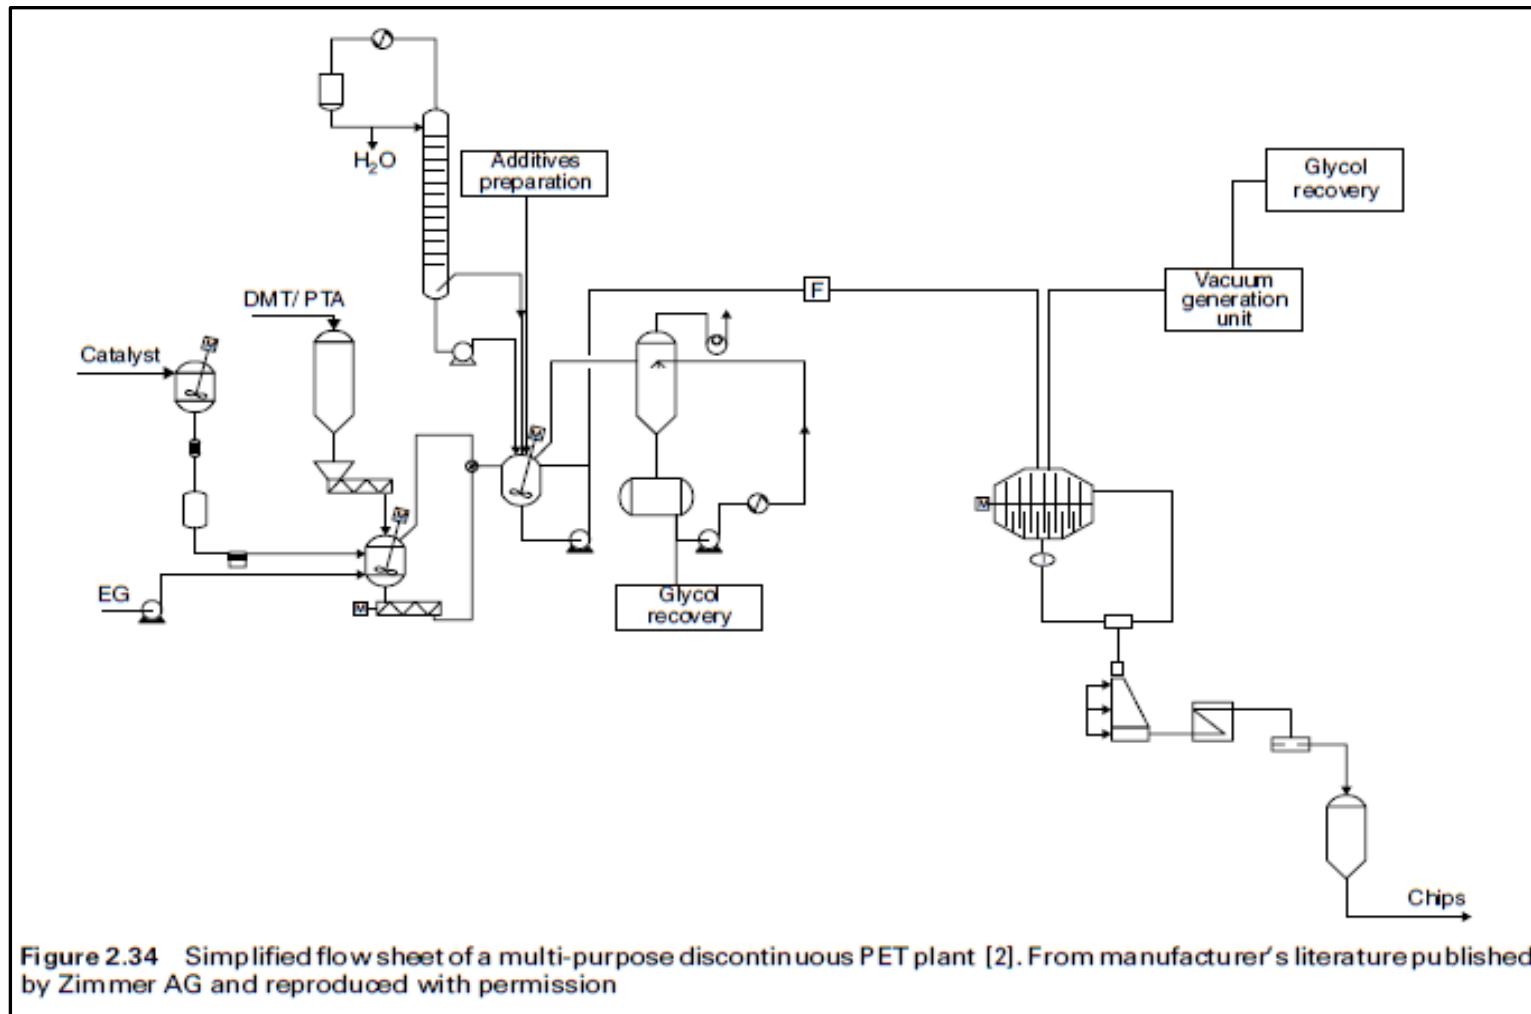 H2O
Additives
preparation
Glycol
recovery
DMT/ PTA
F
Vacuum
generation
unit
Catalyst
M
M
M
M
M
EG
Glycol
recovery
Chips
Figure 2.34 Simplified flow sheet of a multi-purpose discontinuous PET plant [2]. From manufacturer's literature published
by Zimmer AG and reproduced with permission